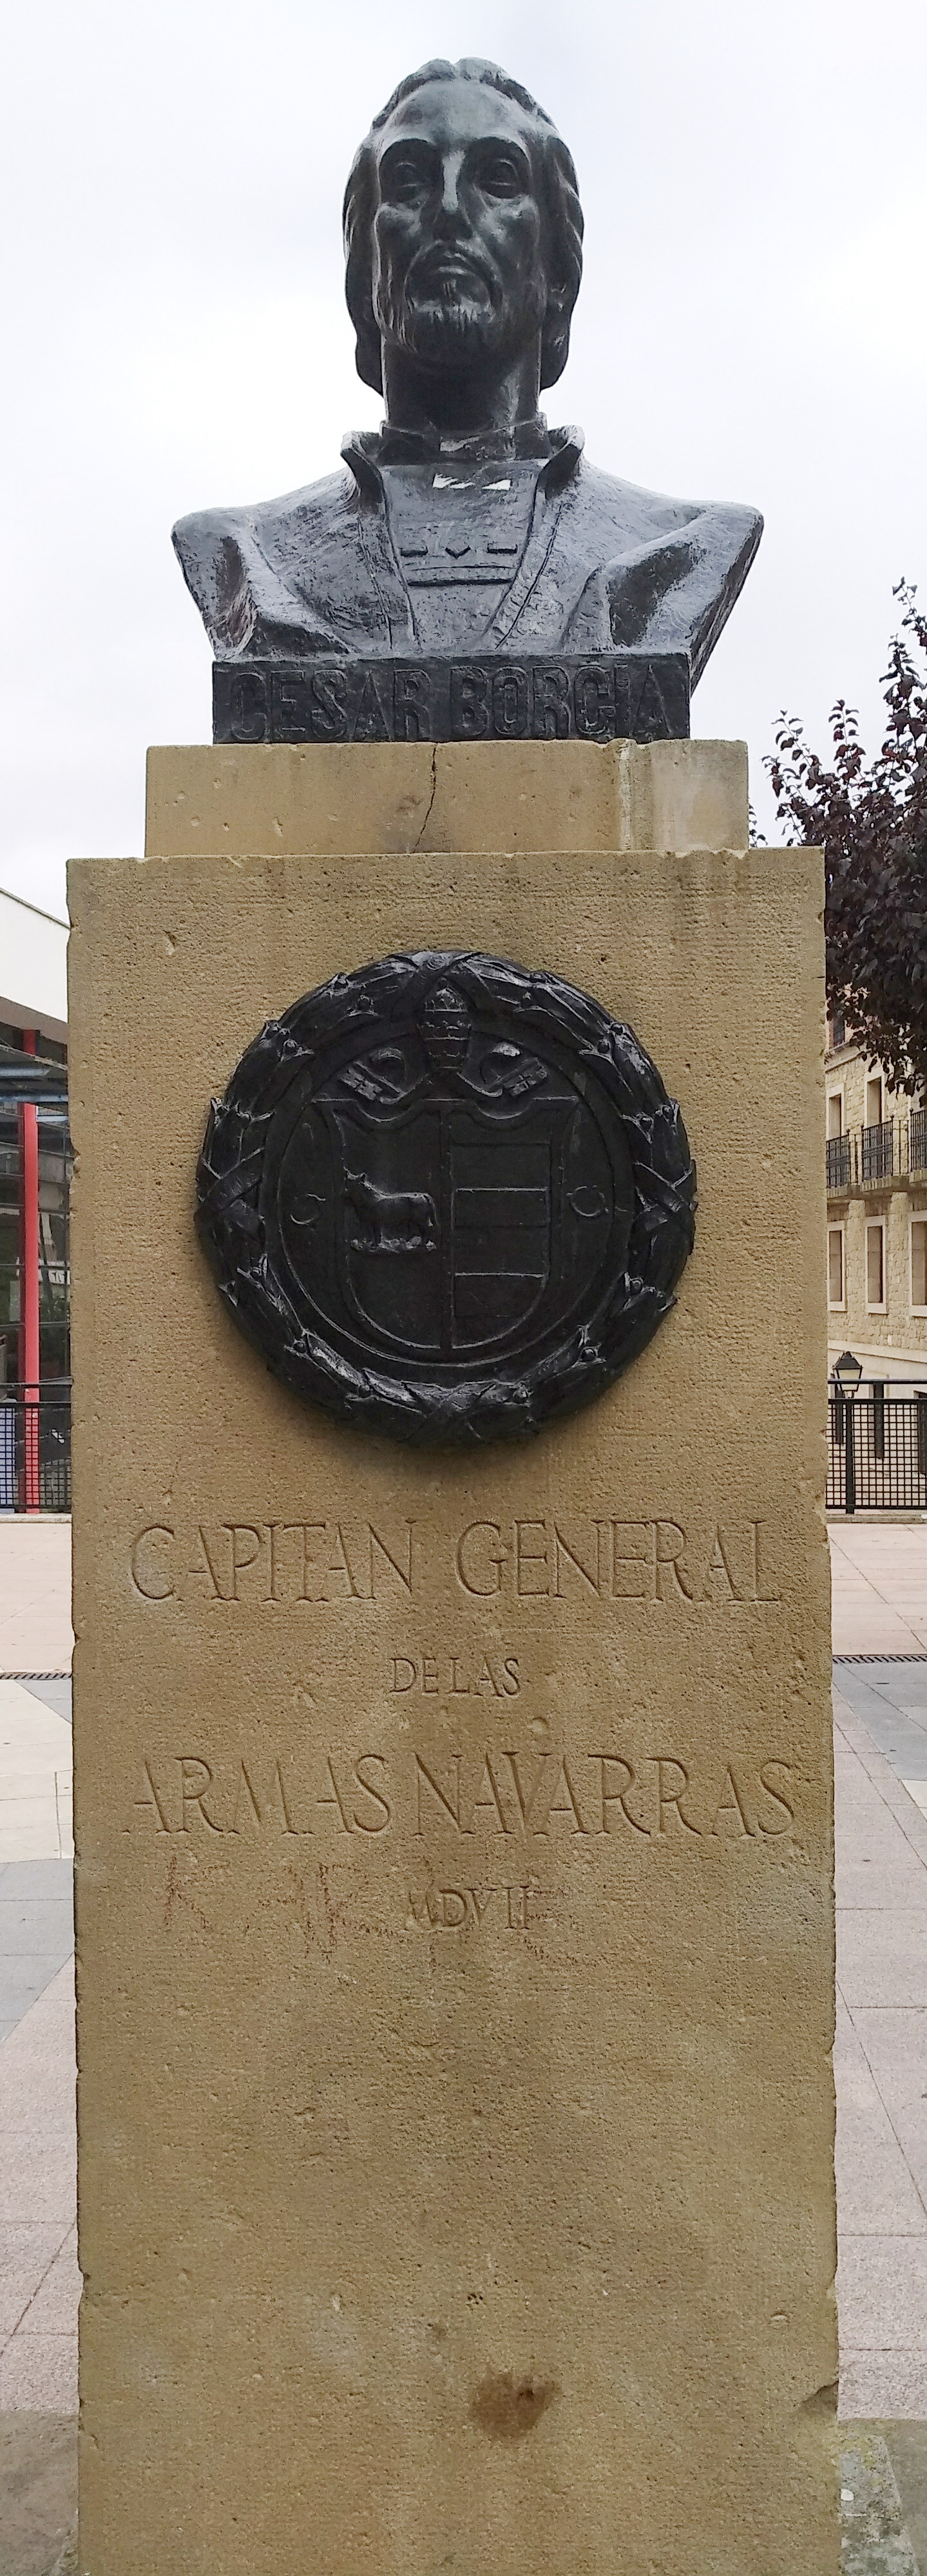 CESAR BORGIA
CAPITAN GENERAL
DE LAS
ARMAS NAVARRAS
MDVII